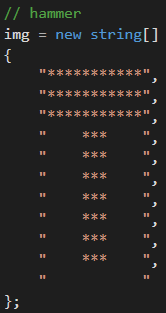 // hammer
img = new string[]
{
    "***********",
    "***********",
    "***********",
    "    ***    ",
    "    ***    ",
    "    ***    ",
    "    ***    ",
    "    ***    ",
    "    ***    ",
    "    ***    ",
    "           "
};